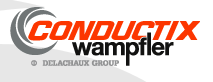 CONDUCTIX
wampfler
DELACHAUX GROUP